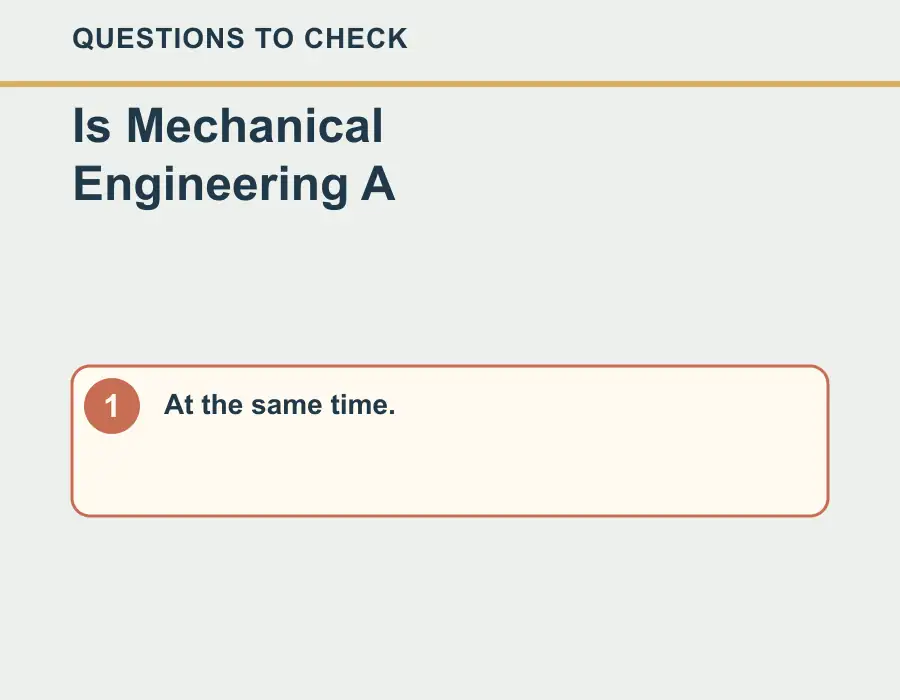 QUESTIONS TO CHECK
Is Mechanical
Engineering A
1
At the same time.